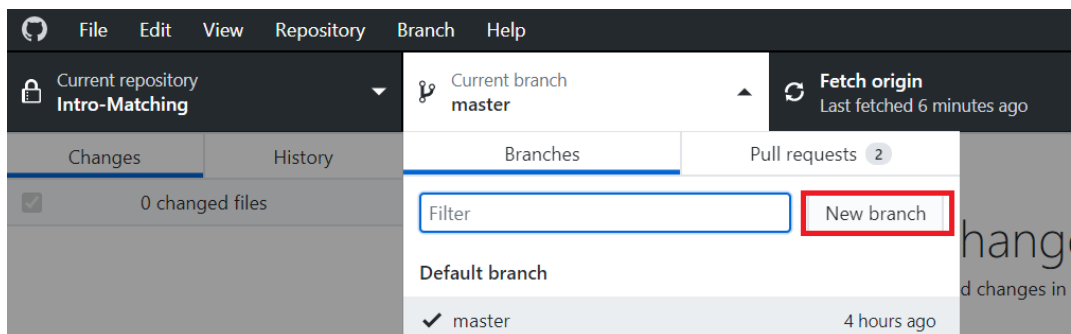 File Edit View Repository Branch Help
Current repository
Intro-Matching
Current branch
master
Fetch origin
Last fetched 6 minutes ago
Changes
History
Branches
Pull requests 2
0 changed files
Filter
New branch
Default branch
master
4 hours ago
hang
d changes in